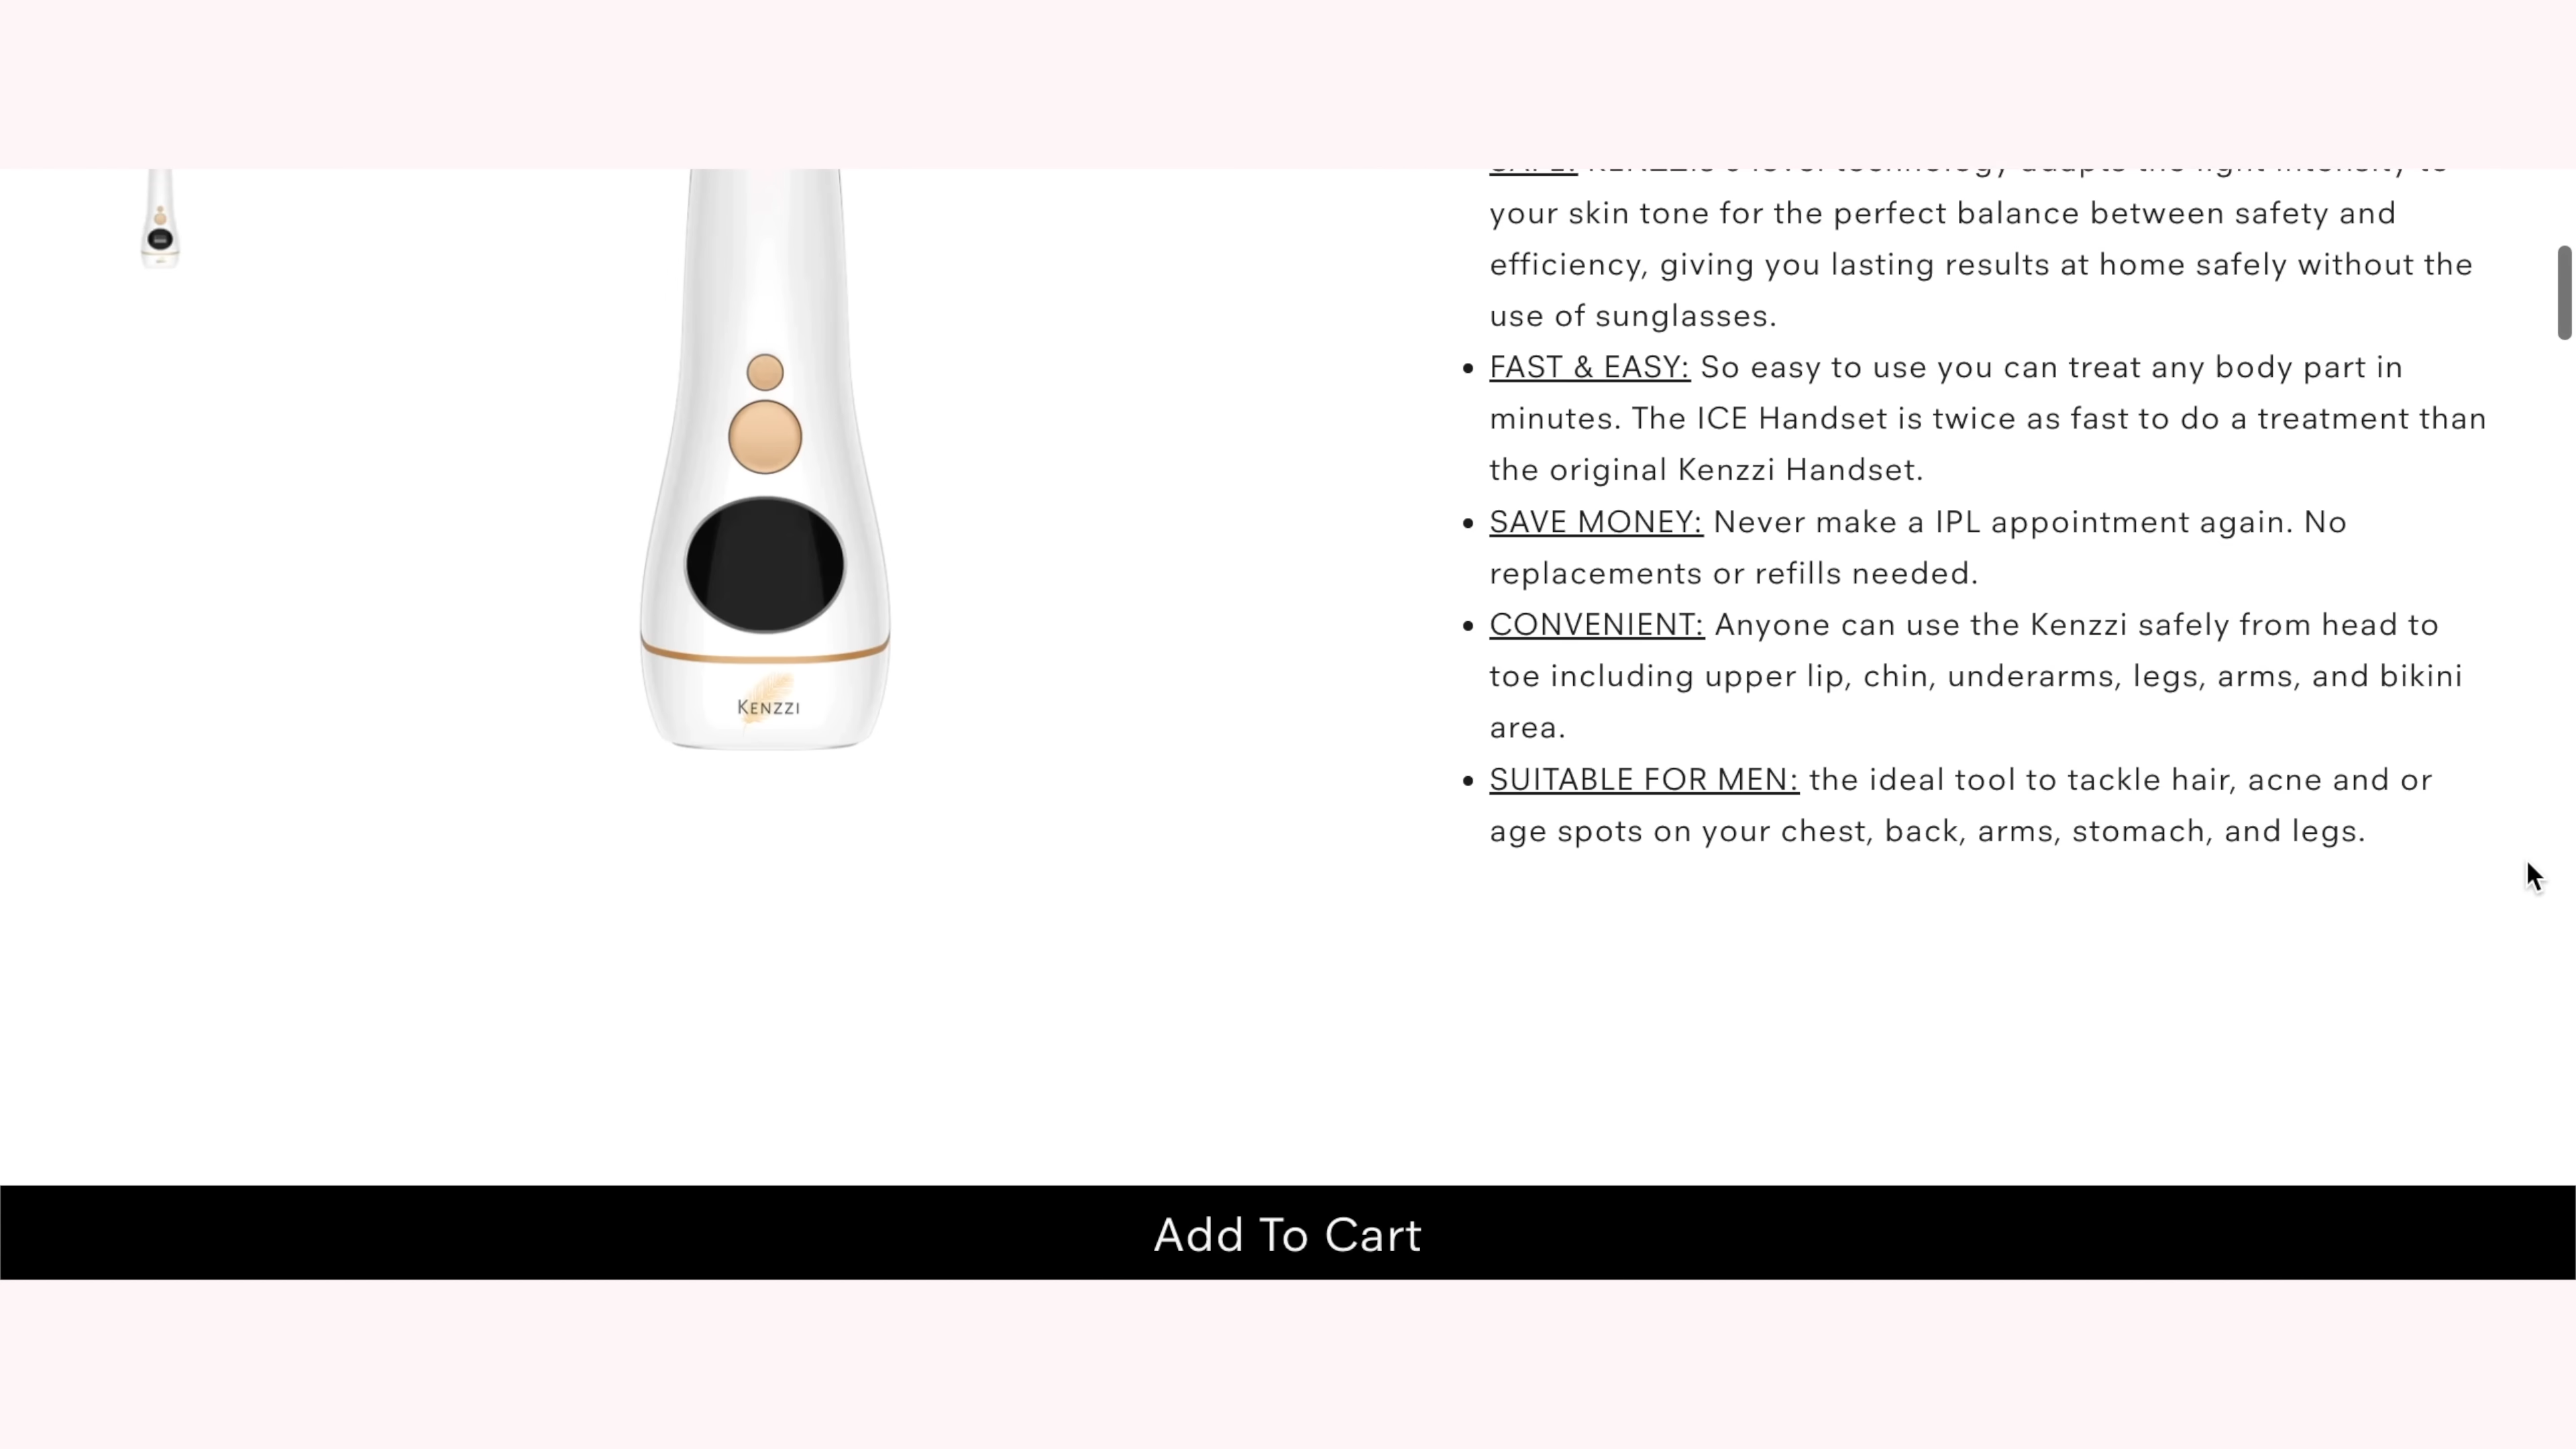 your skin tone for the perfect balance between safety and
efficiency, giving you lasting results at home safely without the
use of sunglasses.
FAST & EASY: So easy to use you can treat any body part in
minutes. The ICE Handset is twice as fast to do a treatment than
the original Kenzzi Handset.
SAVE MONEY: Never make a IPL appointment again. No
replacements or refills needed.
CONVENIENT: Anyone can use the Kenzzi safely from head to
toe including upper lip, chin, underarms, legs, arms, and bikini
area.
SUITABLE FOR MEN: the ideal tool to tackle hair, acne and or
age spots on your chest, back, arms, stomach, and legs.
KENZZI
Add To Cart